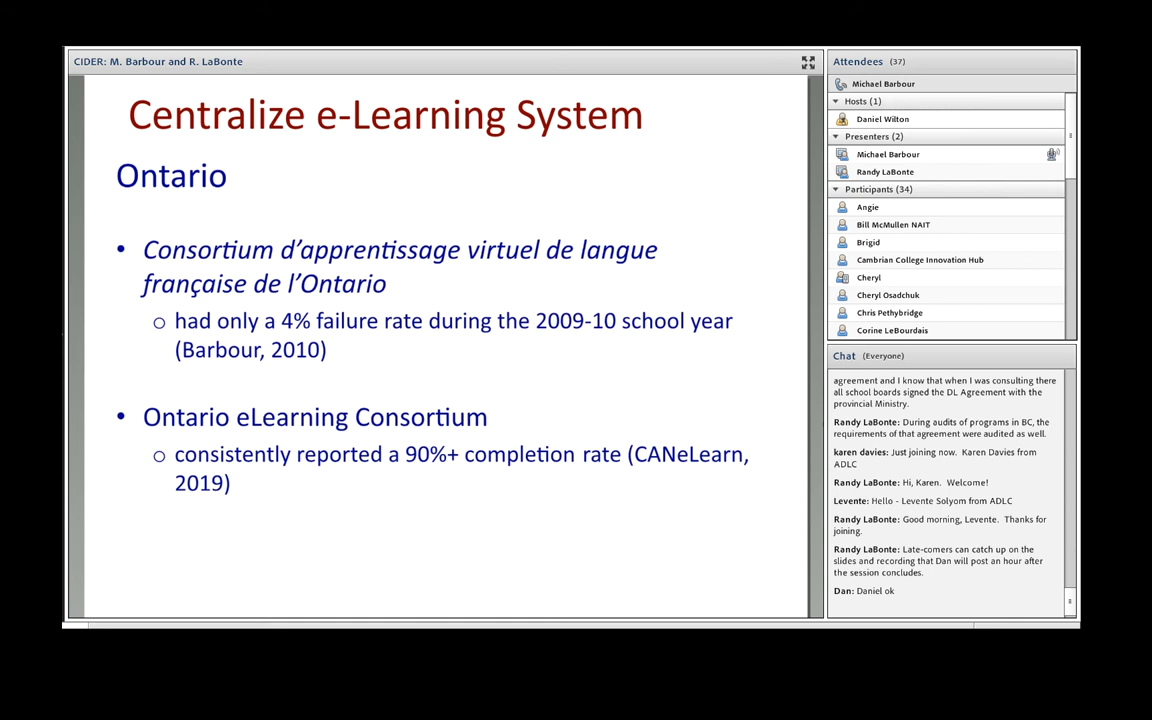 CIDER: M. Barbour and R. LaBonte
Centralize e-Learning System
Ontario
• Consortium d’apprentissage virtuel de langue
française de l’Ontario
o had only a 4% failure rate during the 2009-10 school year
(Barbour, 2010)
• Ontario eLearning Consortium
o consistently reported a 90%+ completion rate (CANeLearn,
2019)
Attendees (37)
Michael Barbour
Hosts (1)
Daniel Wilton
Presenters (2)
Michael Barbour
Randy LaBonte
Participants (34)
Angie
Bill McMullen NAIT
Brigid
Cambrian College Innovation Hub
Cheryl
Cheryl Osadchuk
Chris Pethybridge
Corine LeBourdais
Chat (Everyone)
agreement and I know that when I was consulting there
all school boards signed the DL Agreement with the
provincial Ministry.
Randy LaBonte: During audits of programs in BC, the
requirements of that agreement were audited as well.
karen davies: Just joining now. Karen Davies from
ADLC
Randy LaBonte: Hi, Karen. Welcome!
Levente: Hello - Levente Solyom from ADLC
Randy LaBonte: Good morning, Levente. Thanks for
joining.
Randy LaBonte: Late-comers can catch up on the
slides and recording that Dan will post an hour after
the session concludes.
Dan: Daniel ok